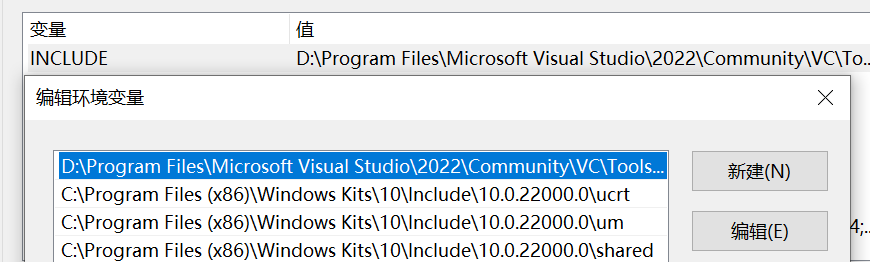 变量 值
INCLUDE D:\Program Files\Microsoft Visual Studio\2022\Community\VC\To...
编辑环境变量
D:\Program Files\Microsoft Visual Studio\2022\Community\VC\Tools...
新建(N)
C:\Program Files (x86)\Windows Kits\10\Include\10.0.22000.0\ucrt
C:\Program Files (x86)\Windows Kits\10\Include\10.0.22000.0\um
编辑(E)
4;...
C:\Program Files (x86)\Windows Kits\10\Include\10.0.22000.0\shared